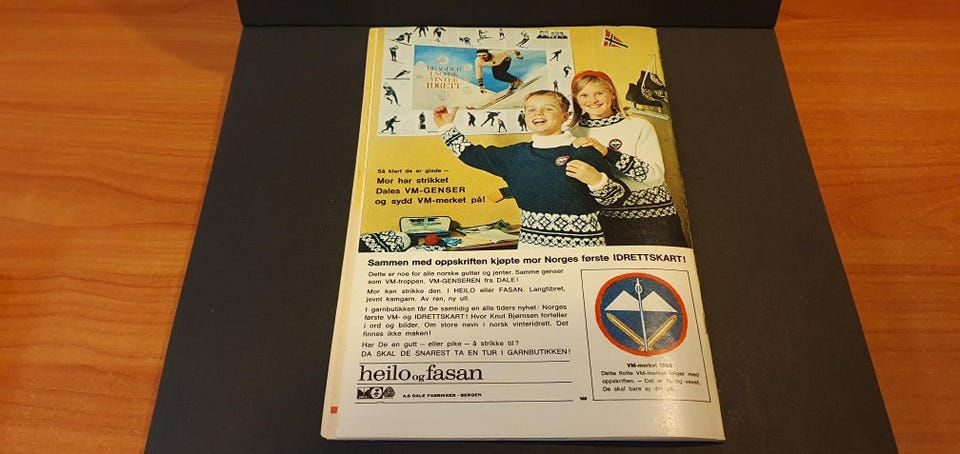 DRAGDER
I NORSK
VINTER
IDRETT
Så klart de er glade —
Mor har strikket
Dales VM-GENSER
og sydd VM-merket på!
Sammen med oppskriften kjøpte mor Norges første IDRETTSKART!
Dette er noe for alle norske gutter og jenter. Samme genser
som VM-troppen. VM-GENSEREN fra DALE!
Mor kan strikke den. I HEILO eller FASAN. Langfibret,
jevnt kamgarn. Av ren, ny ull.
I garnbutikken får De samtidig en alle tiders nyhet: Norges
første VM- og IDRETTSKART! Hvor Knut Bjørnsen forteller
i ord og bilder. Om store navn i norsk vinteridrett. Det
finnes ikke maken!
Har De en gutt — eller pike — å strikke til?
DA SKAL DE SNAREST TA EN TUR I GARNBUTIKKEN!
heilo og fasan
A.S DALE FABRIKKER - BERGEN
VM-merket
Dette flotte VM-merket følger med
oppskriften. — Det er vevet.
De skal bare sy det på.